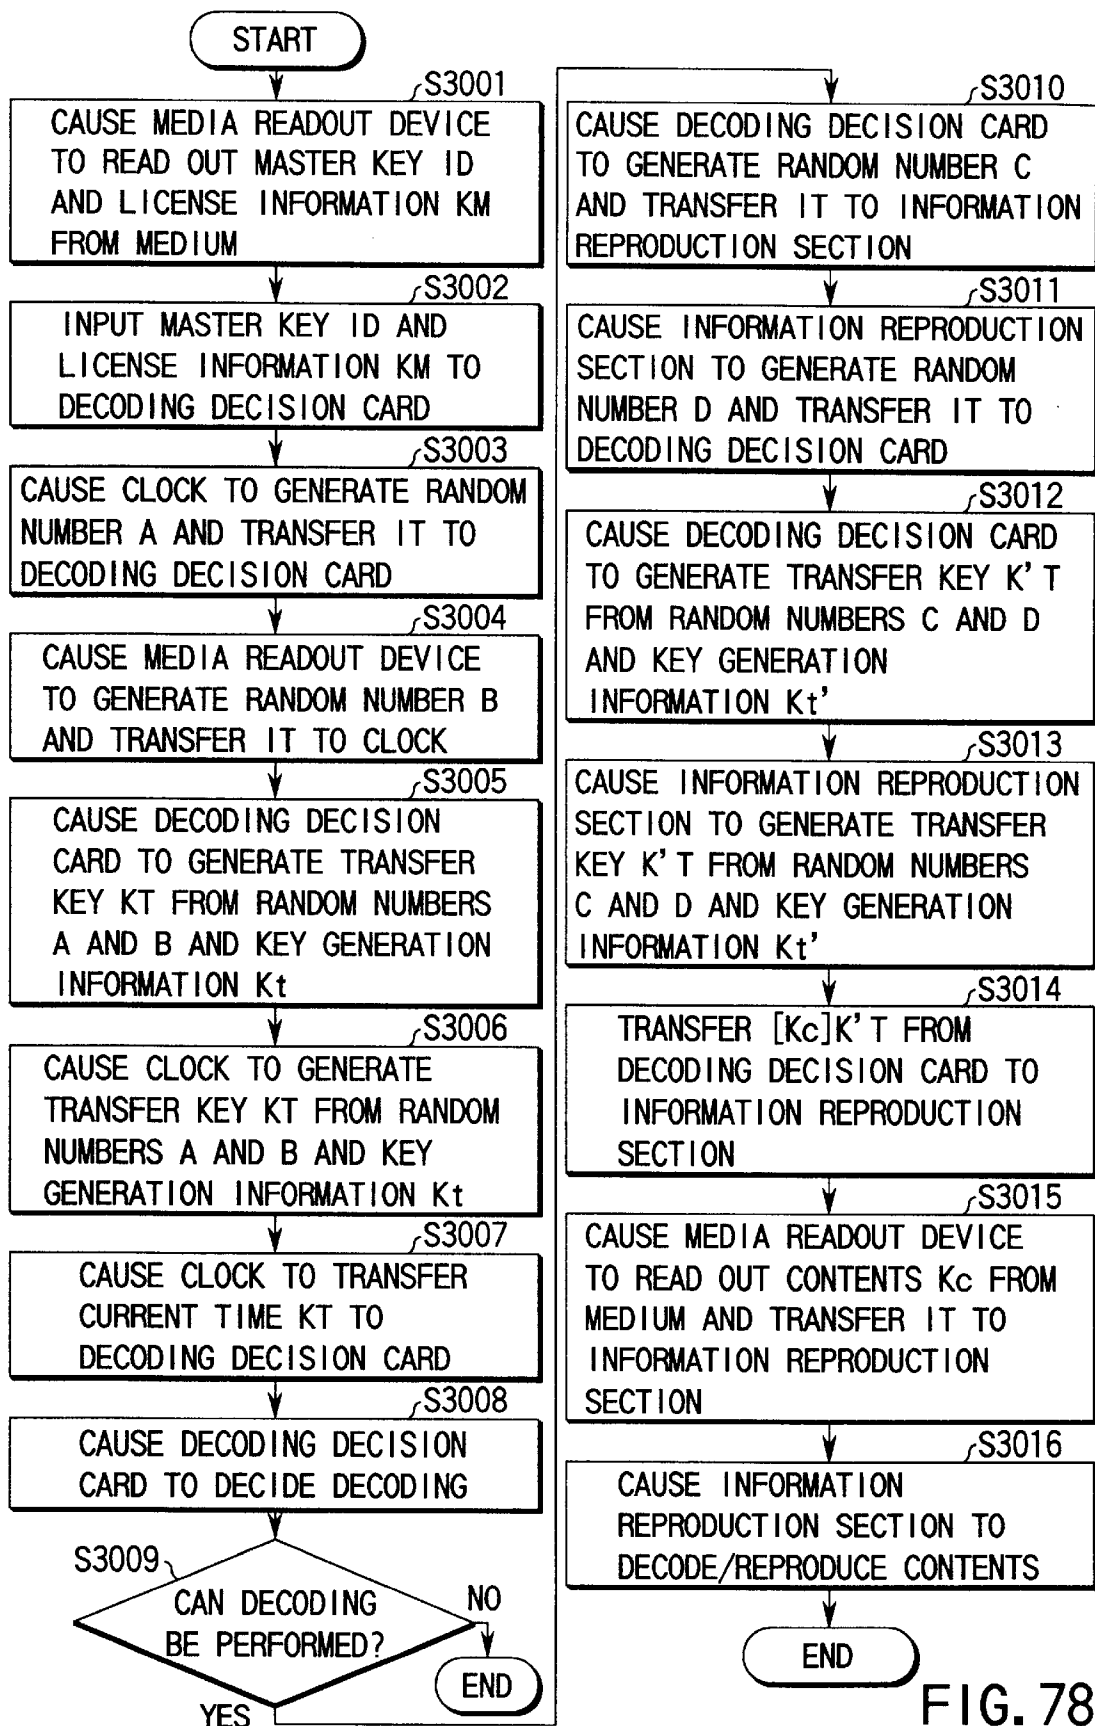 START
S3001
CAUSE MEDIA READOUT DEVICE
TO READ OUT MASTER KEY ID
AND LICENSE INFORMATION KM
FROM MEDIUM
S3002
INPUT MASTER KEY ID AND
LICENSE INFORMATION KM TO
DECODING DECISION CARD
S3003
CAUSE CLOCK TO GENERATE RANDOM
NUMBER A AND TRANSFER IT TO
DECODING DECISION CARD
S3004
CAUSE MEDIA READOUT DEVICE
TO GENERATE RANDOM NUMBER B
AND TRANSFER IT TO CLOCK
S3005
CAUSE DECODING DECISION
CARD TO GENERATE TRANSFER
KEY KT FROM RANDOM NUMBERS
A AND B AND KEY GENERATION
INFORMATION Kt
S3006
CAUSE CLOCK TO GENERATE
TRANSFER KEY KT FROM RANDOM
NUMBERS A AND B AND KEY
GENERATION INFORMATION Kt
S3007
CAUSE CLOCK TO TRANSFER
CURRENT TIME KT TO
DECODING DECISION CARD
S3008
CAUSE DECODING DECISION
CARD TO DECIDE DECODING
S3009
CAN DECODING
BE PERFORMED?
NO
END
YES
S3010
CAUSE DECODING DECISION CARD
TO GENERATE RANDOM NUMBER C
AND TRANSFER IT TO INFORMATION
REPRODUCTION SECTION
S3011
CAUSE INFORMATION REPRODUCTION
SECTION TO GENERATE RANDOM
NUMBER D AND TRANSFER IT TO
DECODING DECISION CARD
S3012
CAUSE DECODING DECISION CARD
TO GENERATE TRANSFER KEY K'T
FROM RANDOM NUMBERS C AND D
AND KEY GENERATION
INFORMATION Kt'
S3013
CAUSE INFORMATION REPRODUCTION
SECTION TO GENERATE TRANSFER
KEY K'T FROM RANDOM NUMBERS
C AND D AND KEY GENERATION
INFORMATION Kt'
S3014
TRANSFER [Kc]K'T FROM
DECODING DECISION CARD TO
INFORMATION REPRODUCTION
SECTION
S3015
CAUSE MEDIA READOUT DEVICE
TO READ OUT CONTENTS Kc FROM
MEDIUM AND TRANSFER IT TO
INFORMATION REPRODUCTION
SECTION
S3016
CAUSE INFORMATION
REPRODUCTION SECTION TO
DECODE/REPRODUCE CONTENTS
END
FIG. 78